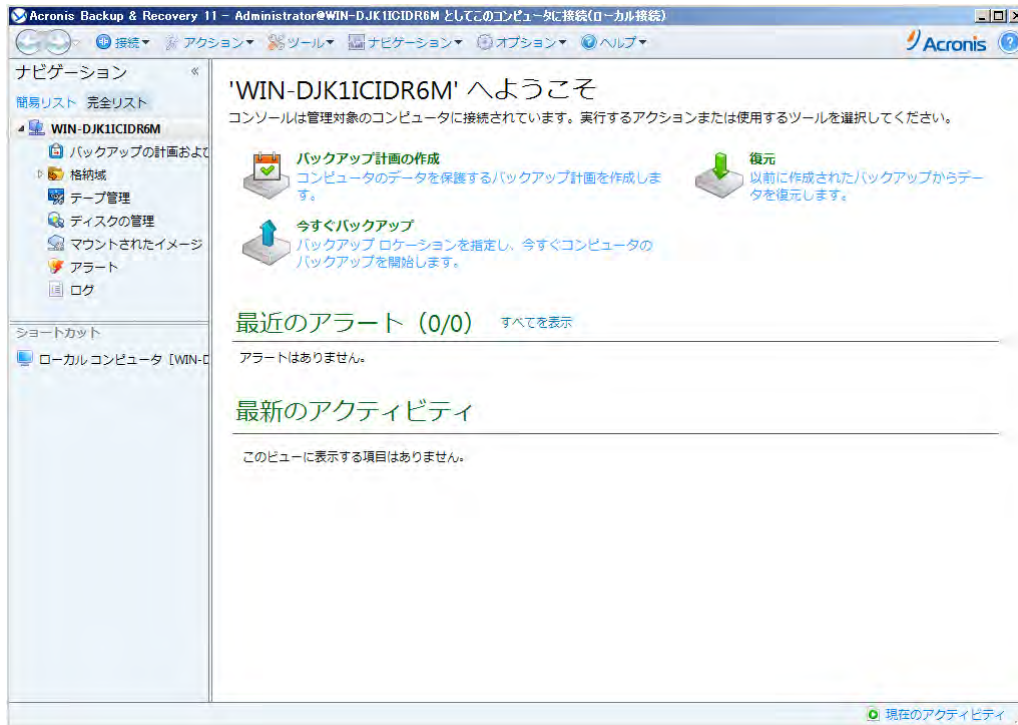 Acronis Backup & Recovery 11 - Administrator@WIN-DJK1ICIDR6M としてこのコンピュータに接続(ローカル接続)
接続 アクション ツール ナビゲーション オプション ヘルプ
Acronis
ナビゲーション
簡易リスト 完全リスト
WIN-DJK1ICIDR6M
バックアップの計画およ
格納域
テープ管理
ディスクの管理
マウントされたイメージ
アラート
ログ
ショートカット
ローカル コンピュータ [WIN-D
'WIN-DJK1ICIDR6M' へようこそ
コンソールは管理対象のコンピュータに接続されています。実行するアクションまたは使用するツールを選択してください。
バックアップ計画の作成
コンピュータのデータを保護するバックアップ計画を作成しま
す。
復元
以前に作成されたバックアップからデー
タを復元します。
今すぐバックアップ
バックアップ ロケーションを指定し、今すぐコンピュータの
バックアップを開始します。
最近のアラート (0/0) すべてを表示
アラートはありません。
最新のアクティビティ
このビューに表示する項目はありません。
現在のアクティビティ